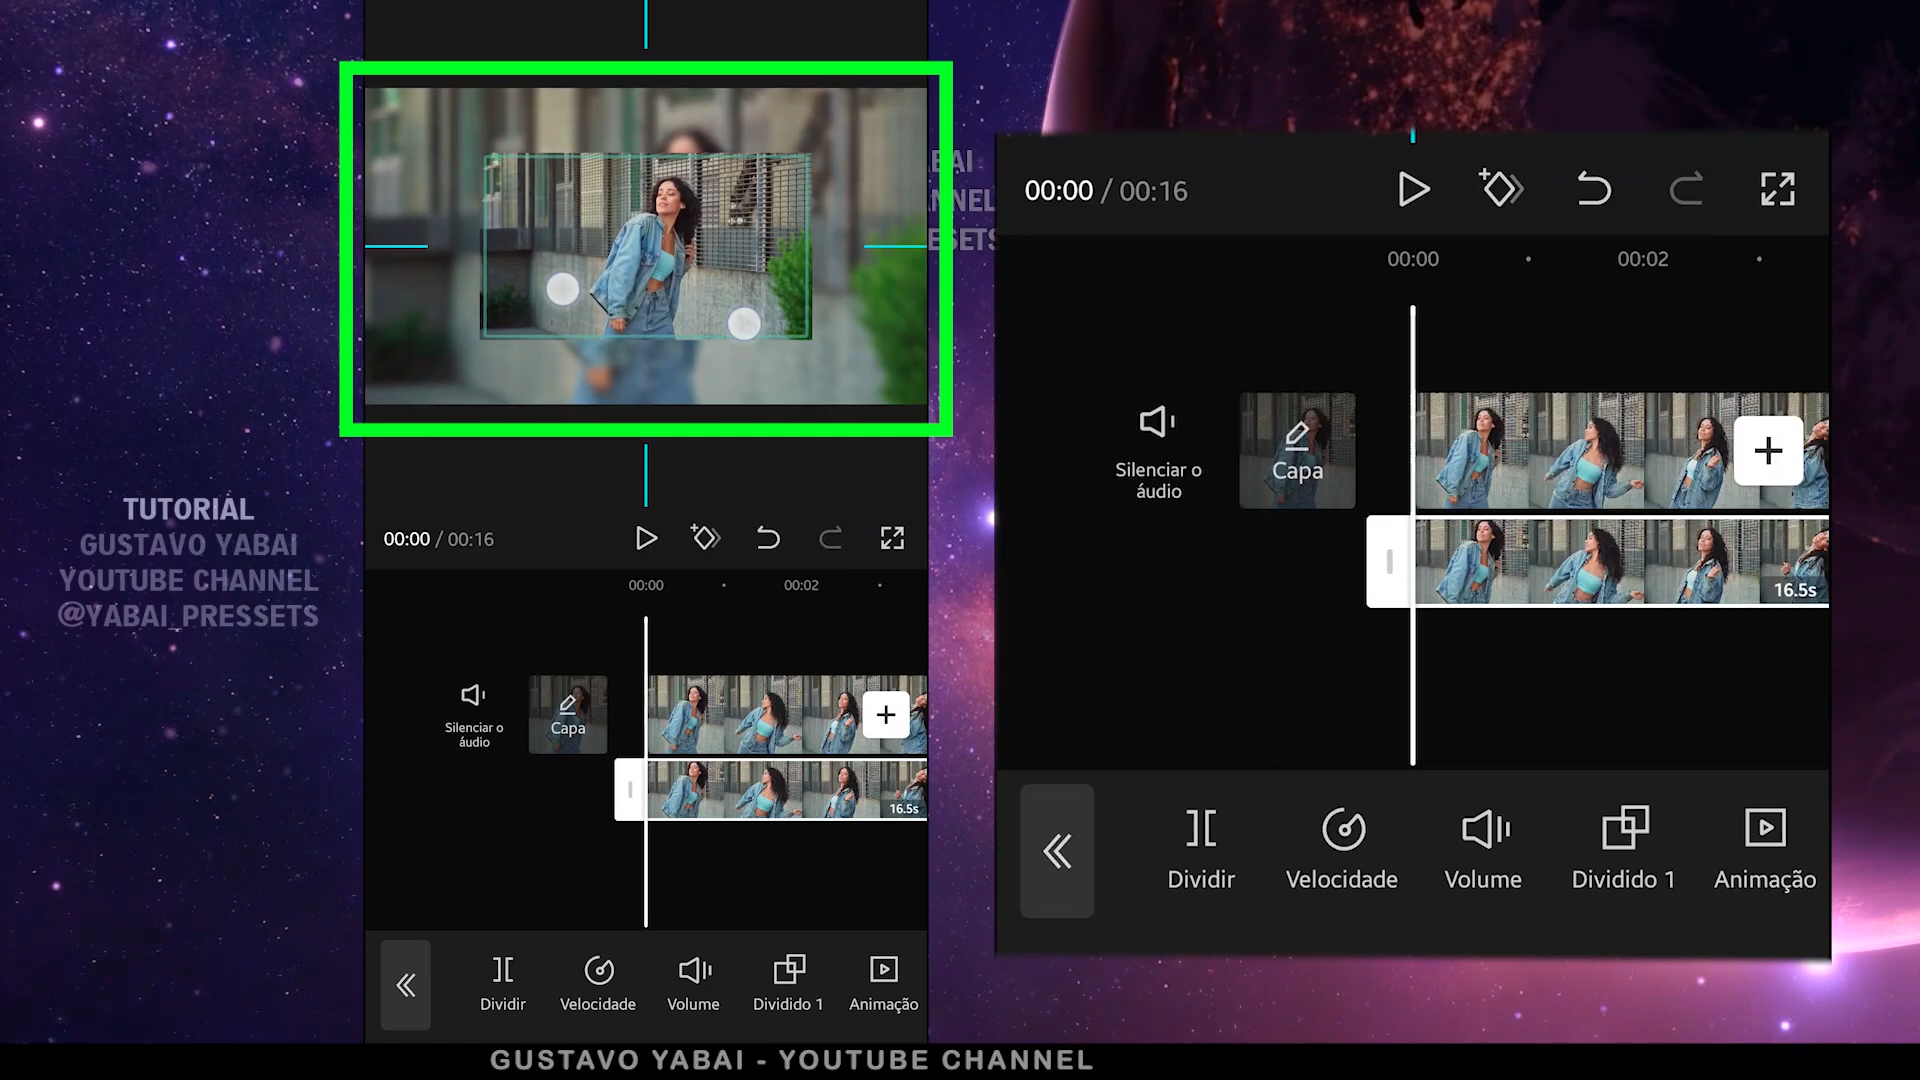 TUTORIAL
GUSTAVO YABAI
YOUTUBE CHANNEL
@YABAI_PRESSETS
00:00 / 00:16
00:00
00:02
Silenciar o
áudio
Capa
16.5s
Dividir
Velocidade
Volume
Dividido 1
Animação
00:00 / 00:16
00:00
00:02
Silenciar o
áudio
Capa
16.5s
Dividir
Velocidade
Volume
Dividido 1
Animação
GUSTAVO YABAI - YOUTUBE CHANNEL